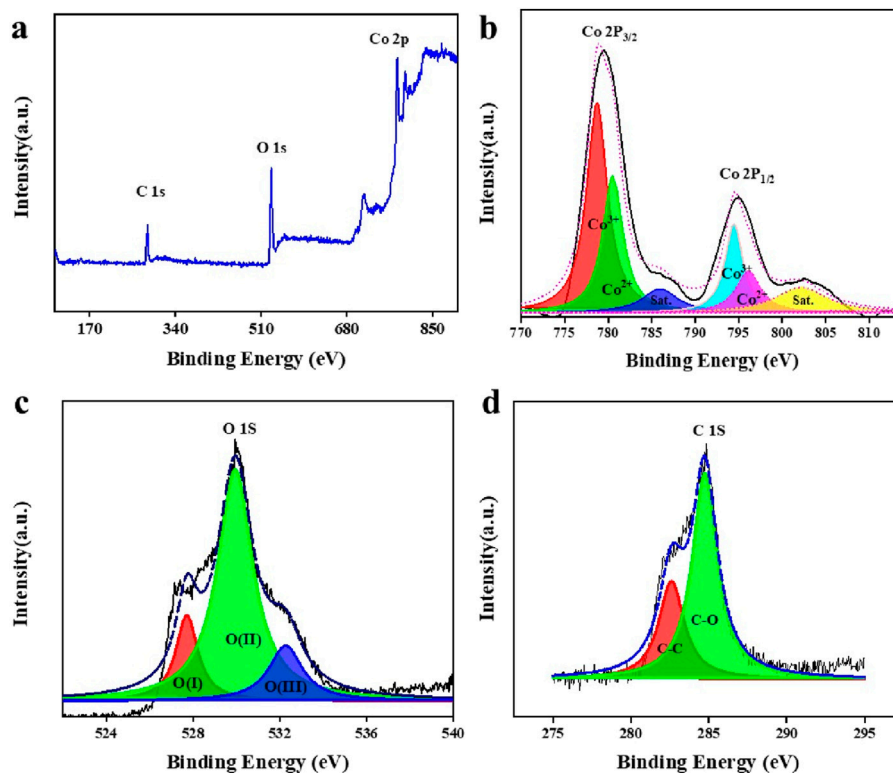 a
Co 2p
O 1s
C 1s
Intensity(a.u.)
170 340 510 680 850
Binding Energy (eV)
b
Co 2P3/2
Co 2P1/2
Co3+
Co2+
Sat.
Co3+
Co2+
Sat.
Intensity(a.u.)
770 775 780 785 790 795 800 805 810
Binding Energy (eV)
c
O 1S
O(II)
O(I)
O(III)
Intensity(a.u.)
524 528 532 536 540
Binding Energy (eV)
d
C 1S
C-O
C-C
Intensity(a.u.)
275 280 285 290 295
Binding Energy (eV)